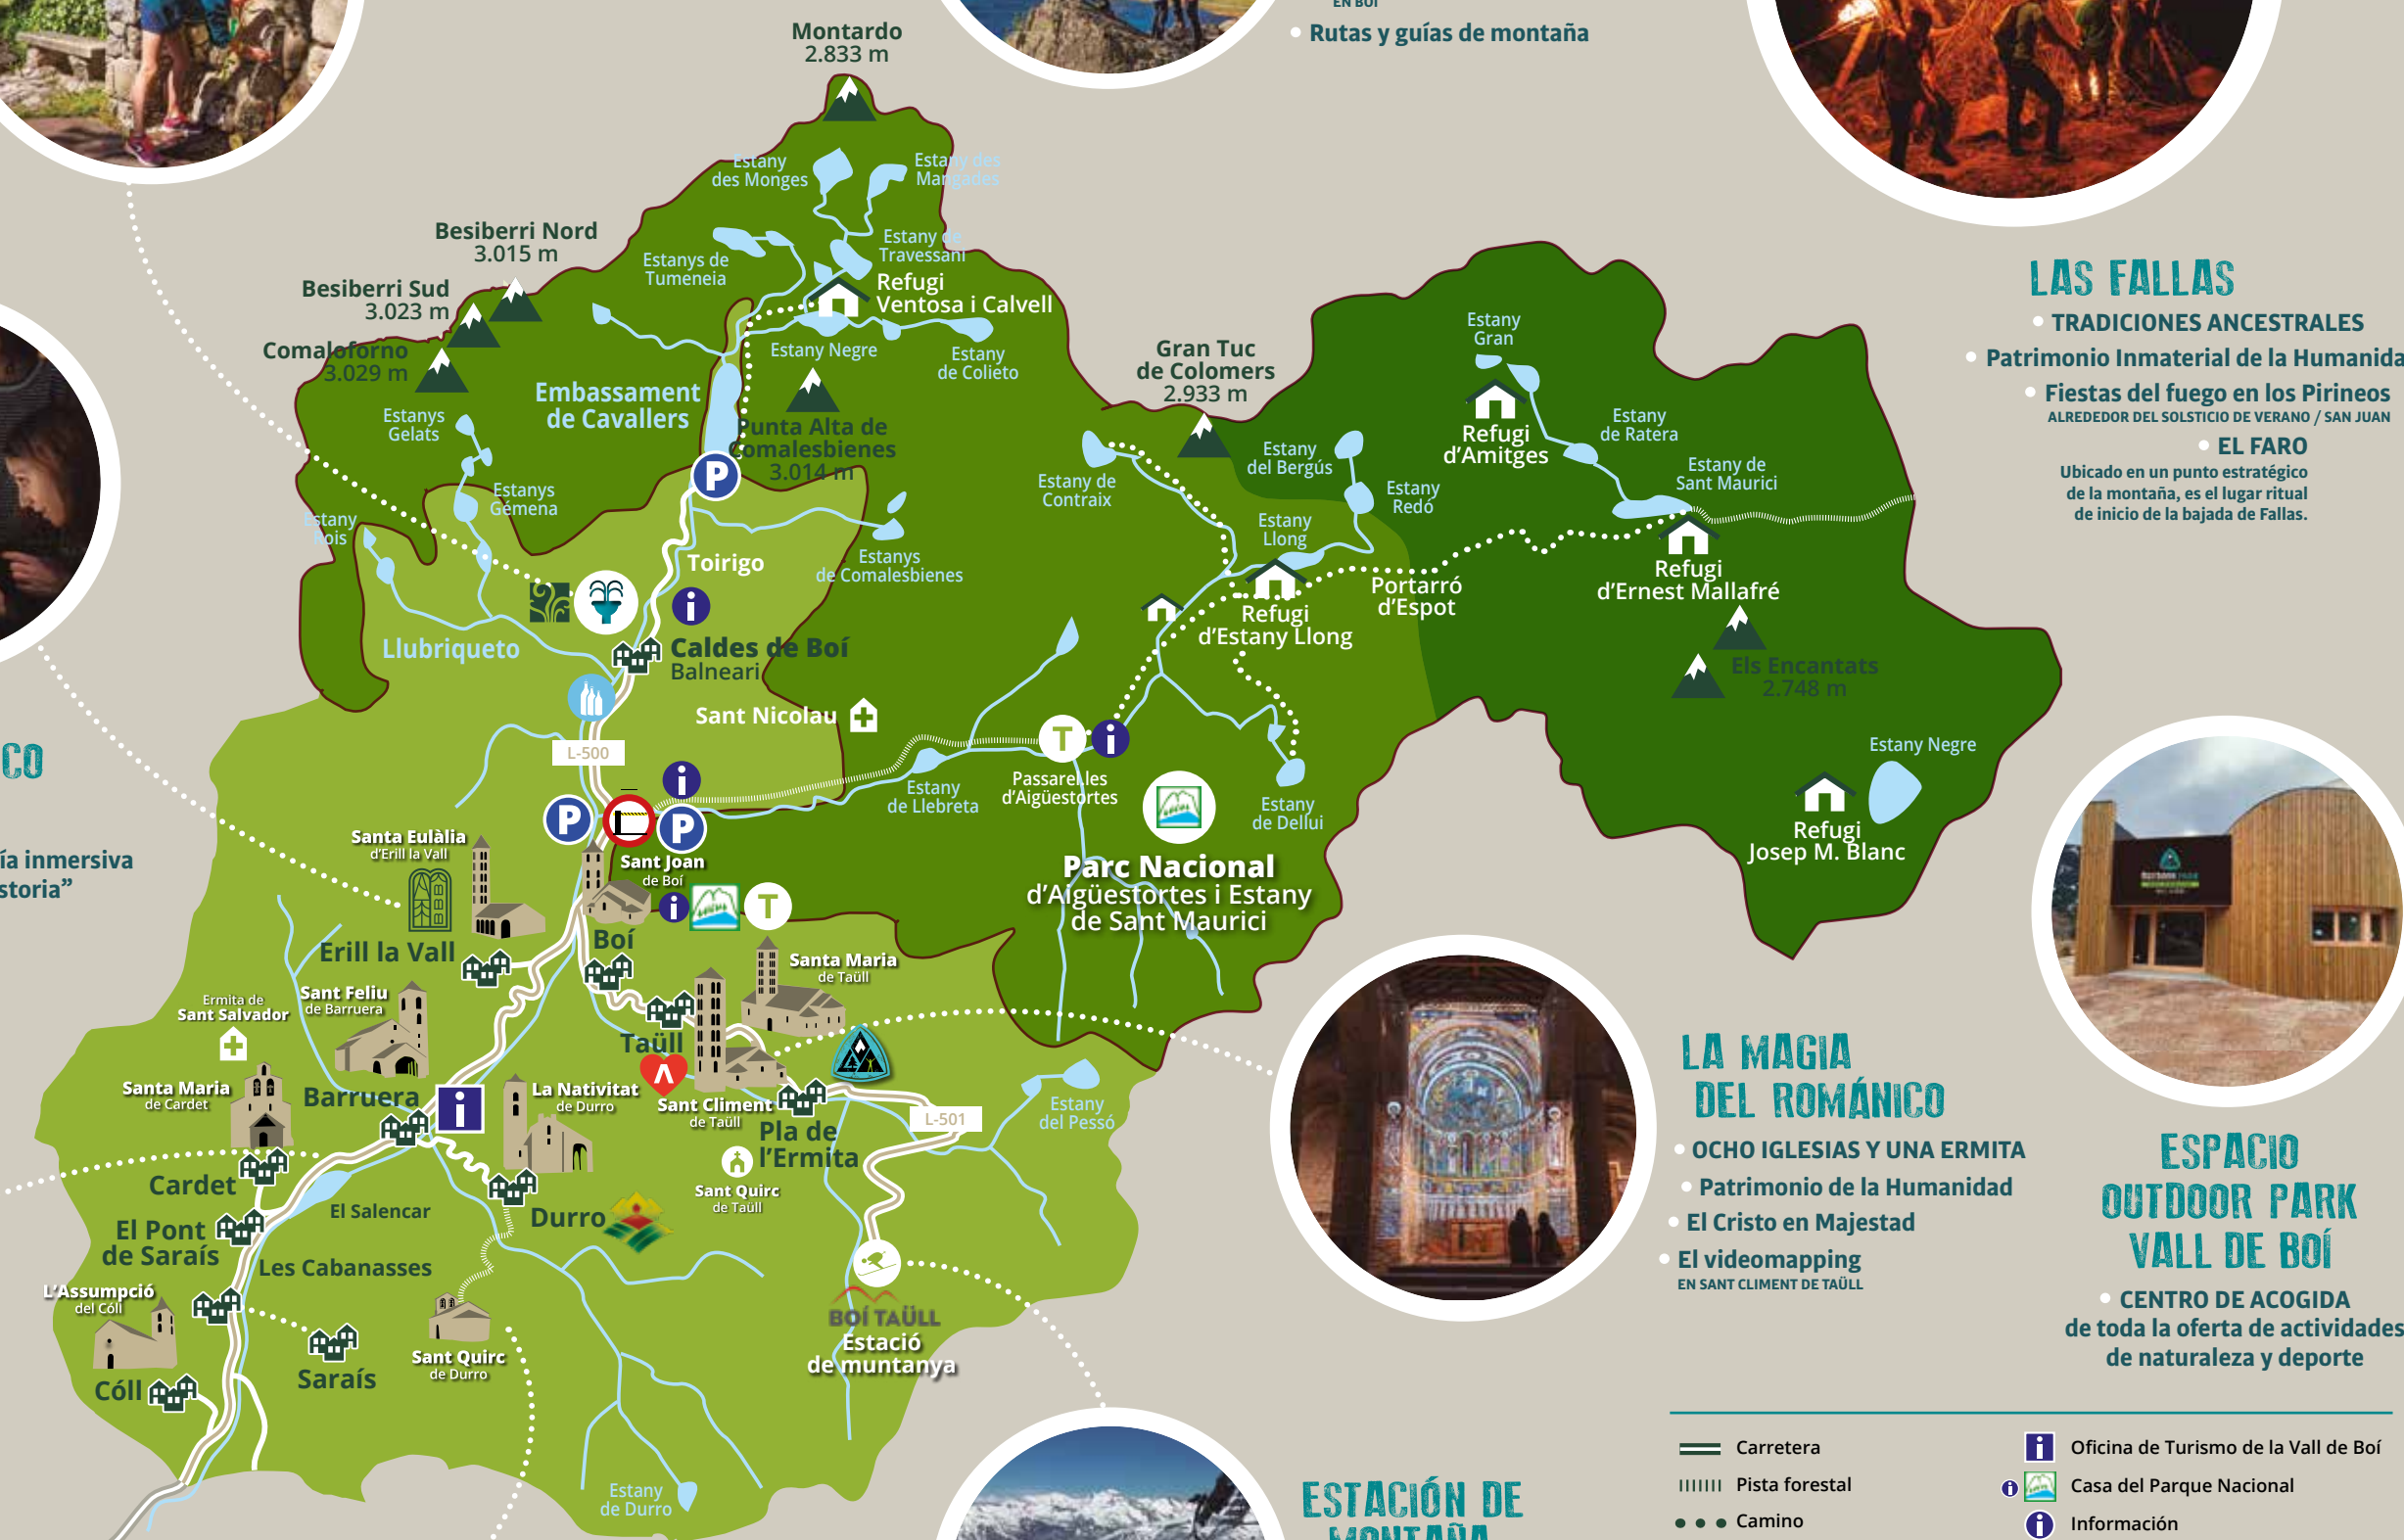 EN BOÍ
Rutas y guías de montaña
Montardo
2.833 m
Estany
des Monges
Estany des
Mangades
Besiberri Nord
3.015 m
Estanys de
Tumeneia
Estany de
Travessani
Refugi
Ventosa i Calvell
Besiberri Sud
3.023 m
Comaloforno
3.029 m
Estany Negre
Estany
de Colieto
Embassament
de Cavallers
Estanys
Gelats
Punta Alta de
Comalesbienes
3.014 m
P
Estanys
Gémena
Estany
Rois
Toirigo
Estanys
de Comalesbienes
i
Llubriqueto
Caldes de Boí
Balneari
Sant Nicolau
L-500
Gran Tuc
de Colomers
2.933 m
Estany de
Contraix
Estany
del Bergús
Estany
Redó
Estany
Llong
Refugi
d'Estany Llong
Portarró
d'Espot
Estany
Gran
Refugi
d'Amitges
Estany
de Ratera
Estany de
Sant Maurici
Refugi
d'Ernest Mallafré
Els Encantats
2.748 m
Estany Negre
Refugi
Josep M. Blanc
T
i
Passarel·les
d'Aigüestortes
Estany
de Llebreta
Estany
de Dellui
Parc Nacional
d'Aigüestortes i Estany
de Sant Maurici
i
P
P
Santa Eulàlia
d'Erill la Vall
Sant Joan
de Boí
i
T
Erill la Vall
Boí
Santa Maria
de Taüll
Ermita de
Sant Salvador
Sant Feliu
de Barruera
Taüll
Santa Maria
de Cardet
Barruera
i
La Nativitat
de Durro
Sant Climent
de Taüll
Pla de
l'Ermita
L-501
Estany
del Pessó
Cardet
El Salencar
Durro
Sant Quirc
de Taüll
El Pont
de Saraís
Les Cabanasses
L'Assumpció
del Cóll
Sant Quirc
de Durro
Saraís
Cóll
BOÍ TAÜLL
Estació
de muntanya
Estany
de Durro
CO
ía inmersiva
storia”
LAS FALLAS
TRADICIONES ANCESTRALES
Patrimonio Inmaterial de la Humanida
Fiestas del fuego en los Pirineos
ALREDEDOR DEL SOLSTICIO DE VERANO / SAN JUAN
EL FARO
Ubicado en un punto estratégico
de la montaña, es el lugar ritual
de inicio de la bajada de Fallas.
LA MAGIA
DEL ROMÁNICO
OCHO IGLESIAS Y UNA ERMITA
Patrimonio de la Humanidad
El Cristo en Majestad
El videomapping
EN SANT CLIMENT DE TAÜLL
ESPACIO
OUTDOOR PARK
VALL DE BOÍ
CENTRO DE ACOGIDA
de toda la oferta de actividades
de naturaleza y deporte
ESTACIÓN DE
MONTAÑA
Carretera
Pista forestal
Camino
i Oficina de Turismo de la Vall de Boí
i Casa del Parque Nacional
i Información